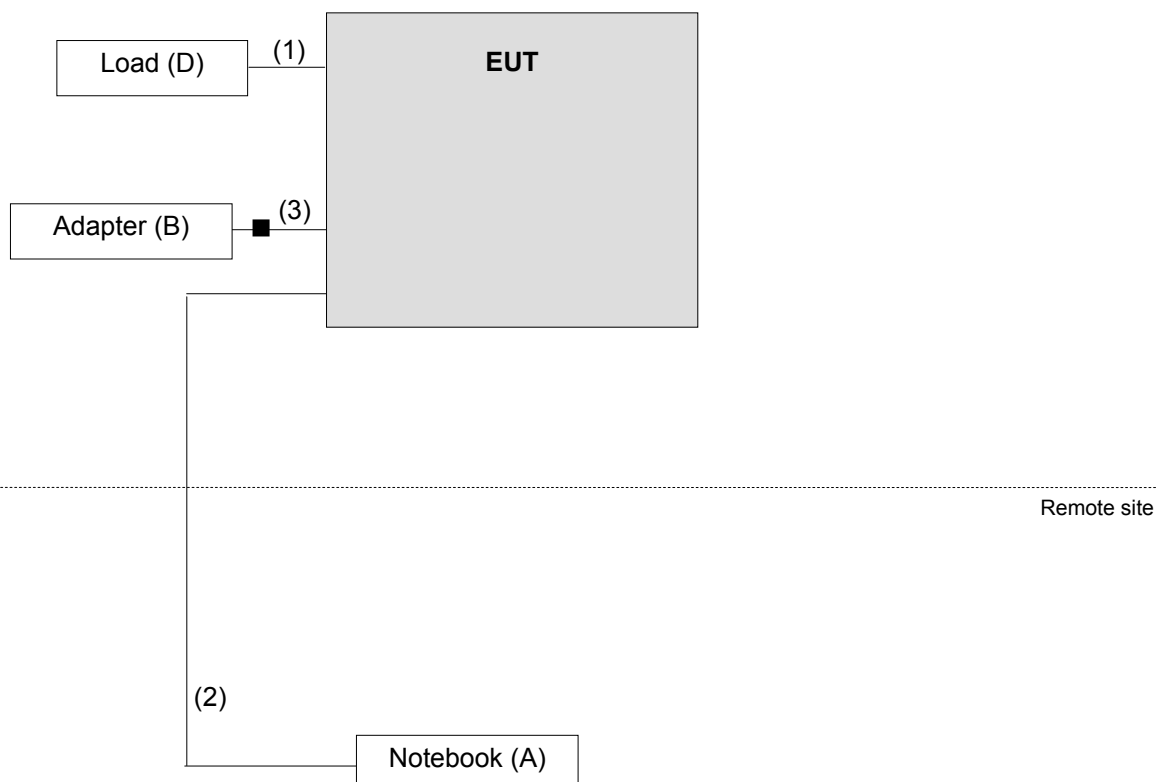 Load (D)
(1)
EUT
Adapter (B)
(3)
Remote site
(2)
Notebook (A)